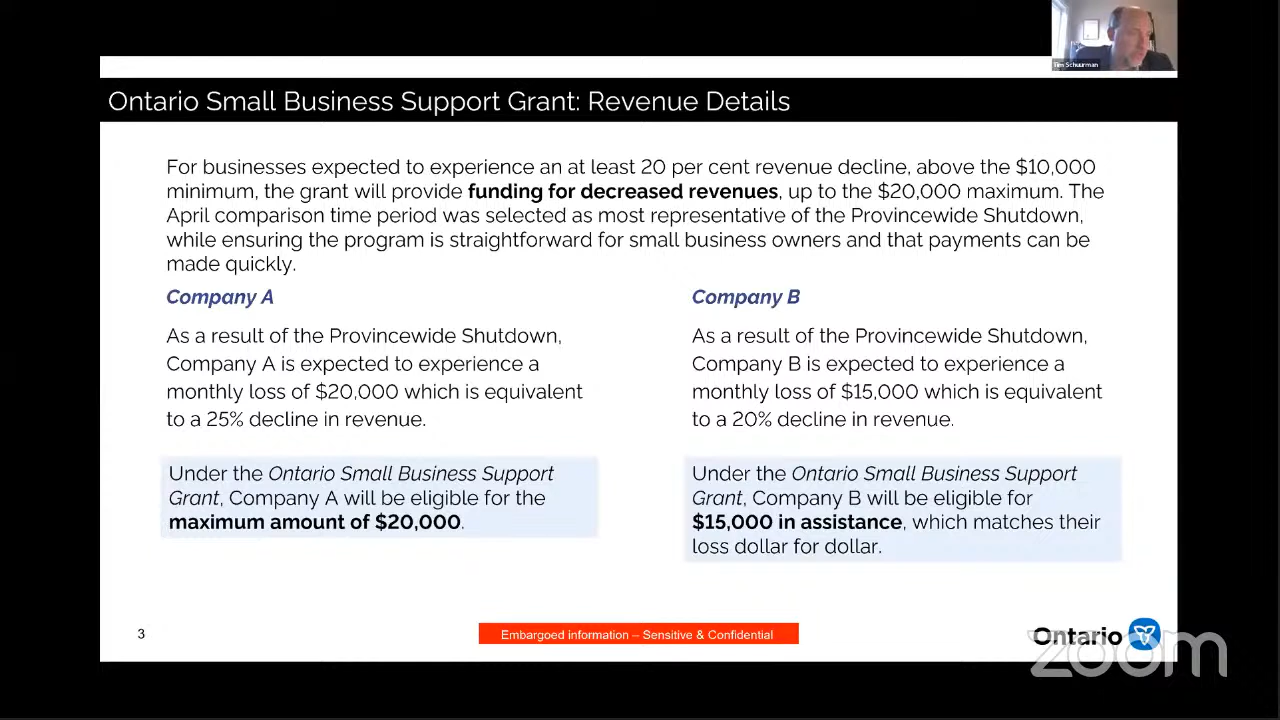 Tim Schuurman
Ontario Small Business Support Grant: Revenue Details
For businesses expected to experience an at least 20 per cent revenue decline, above the $10,000
minimum, the grant will provide funding for decreased revenues, up to the $20,000 maximum. The
April comparison time period was selected as most representative of the Provincewide Shutdown,
while ensuring the program is straightforward for small business owners and that payments can be
made quickly.
Company A
As a result of the Provincewide Shutdown,
Company A is expected to experience a
monthly loss of $20,000 which is equivalent
to a 25% decline in revenue.
Under the Ontario Small Business Support
Grant, Company A will be eligible for the
maximum amount of $20,000.
Company B
As a result of the Provincewide Shutdown,
Company B is expected to experience a
monthly loss of $15,000 which is equivalent
to a 20% decline in revenue.
Under the Ontario Small Business Support
Grant, Company B will be eligible for
$15,000 in assistance, which matches their
loss dollar for dollar.
3
Embargoed information – Sensitive & Confidential
Ontario
zoom